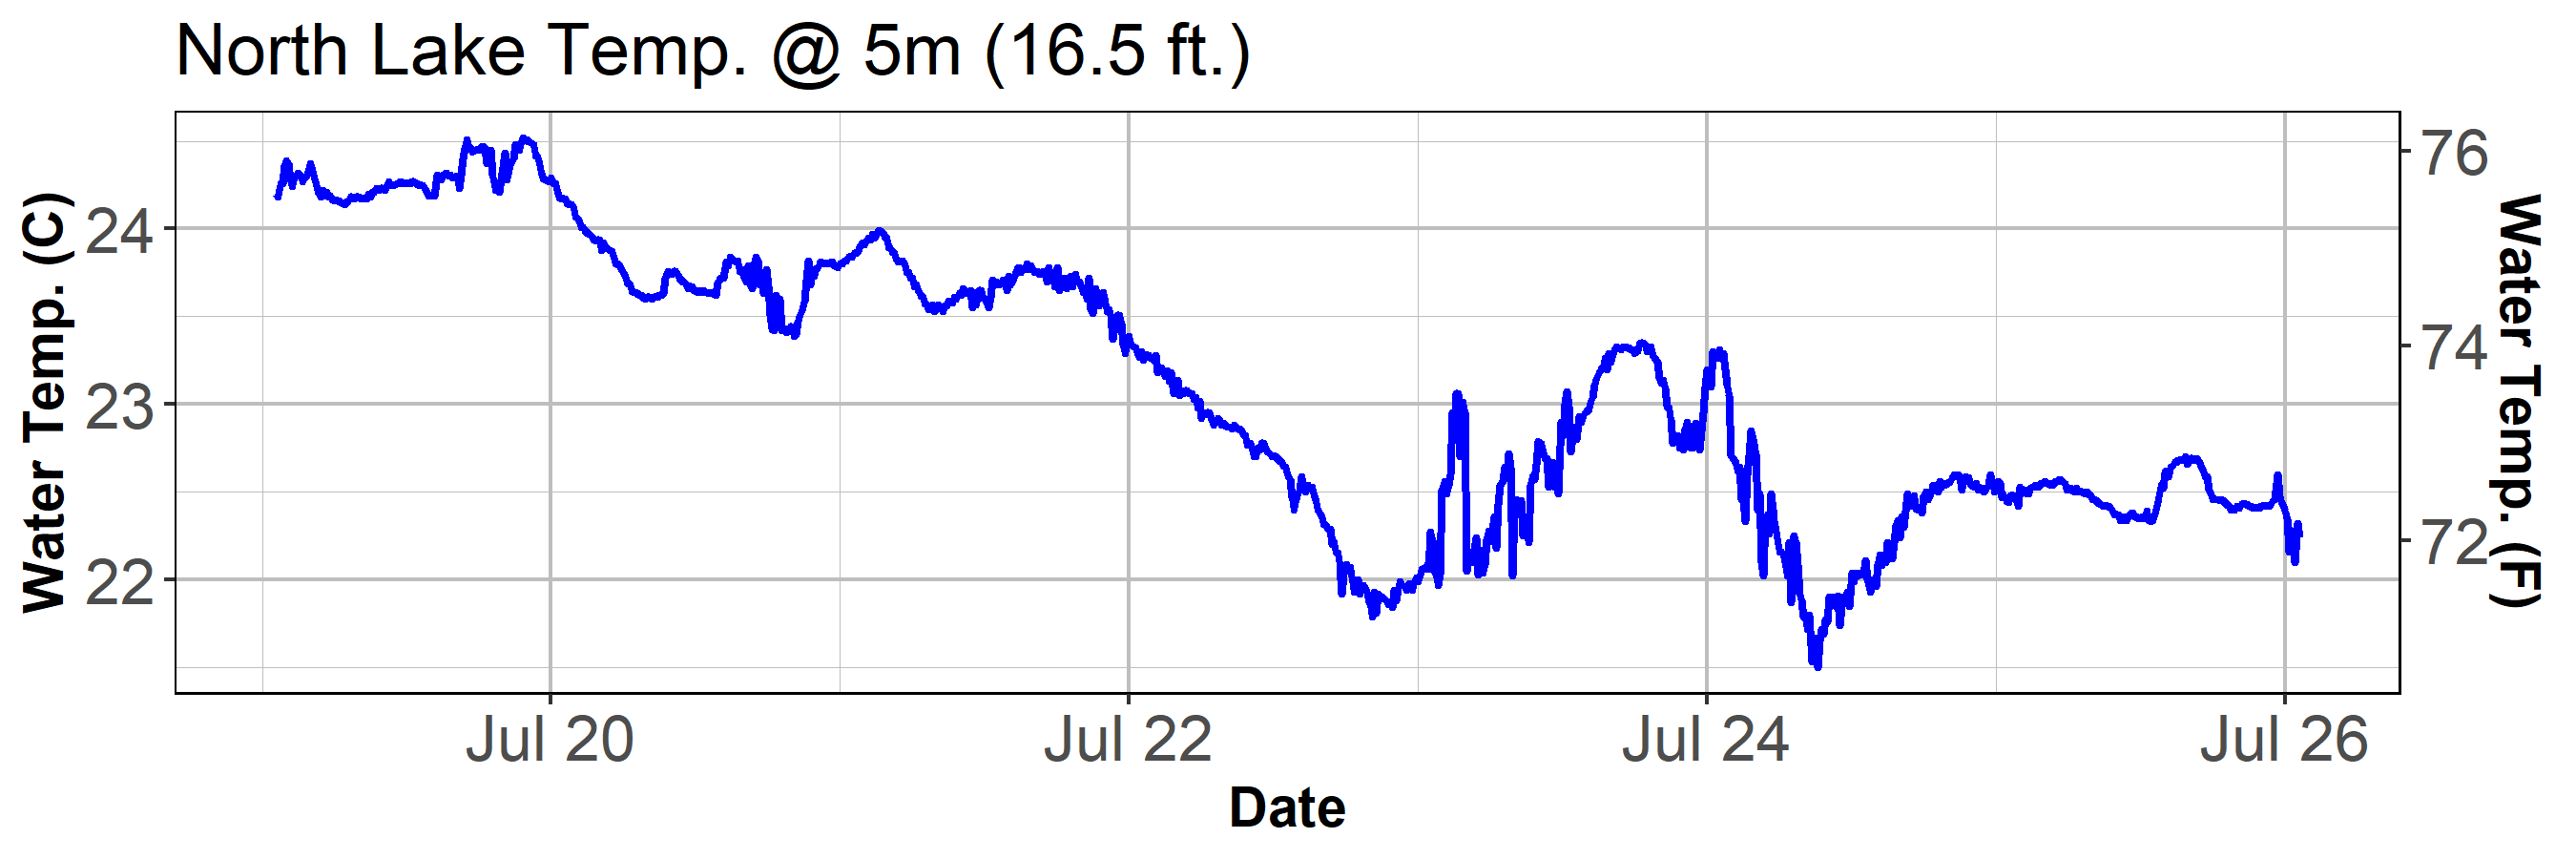 North Lake Temp. @ 5m (16.5 ft.)
Water Temp. (C)
24
23
22
76
74
72
Water Temp. (F)
Jul 20
Jul 22
Jul 24
Jul 26
Date